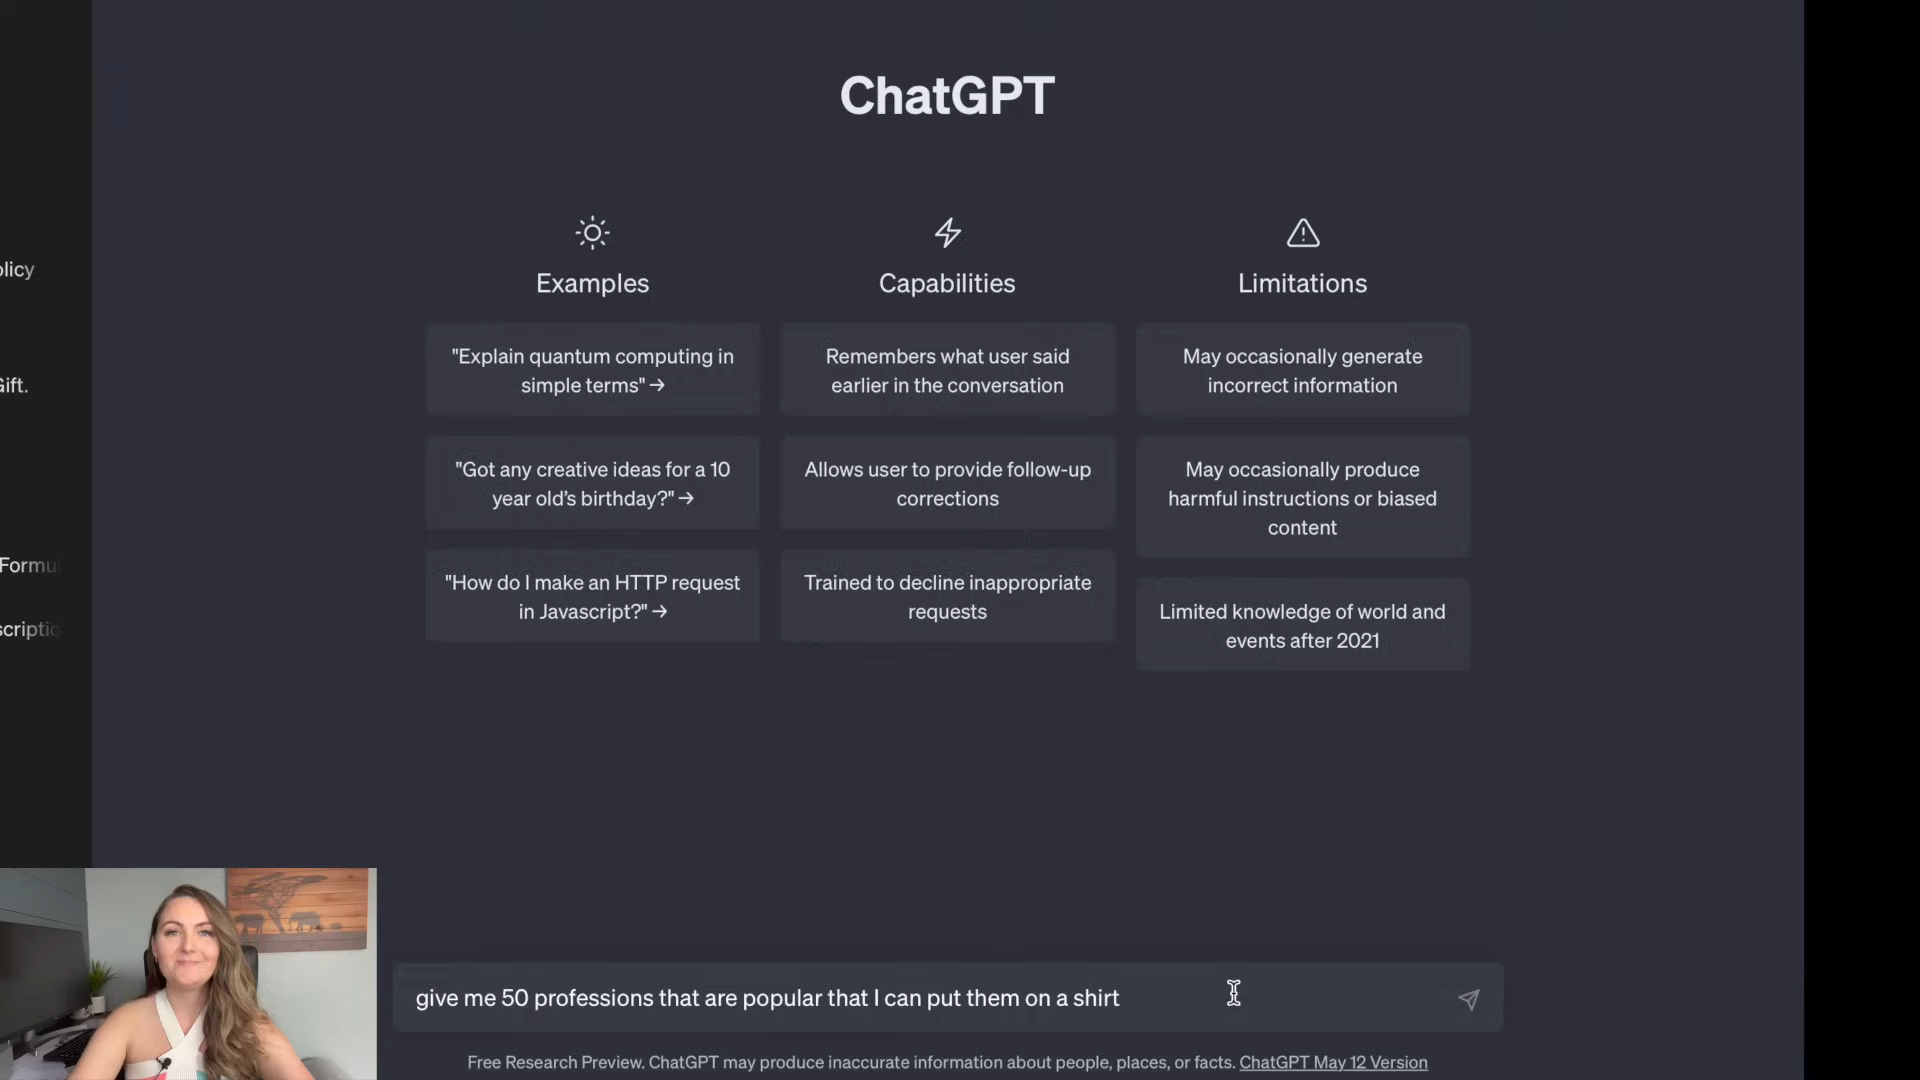 ChatGPT
Examples
Capabilities
Limitations
"Explain quantum computing in
simple terms" →
Remembers what user said
earlier in the conversation
May occasionally generate
incorrect information
"Got any creative ideas for a 10
year old's birthday?" →
Allows user to provide follow-up
corrections
May occasionally produce
harmful instructions or biased
content
"How do I make an HTTP request
in Javascript?" →
Trained to decline inappropriate
requests
Limited knowledge of world and
events after 2021
give me 50 professions that are popular that I can put them on a shirt
Free Research Preview. ChatGPT may produce inaccurate information about people, places, or facts. ChatGPT May 12 Version